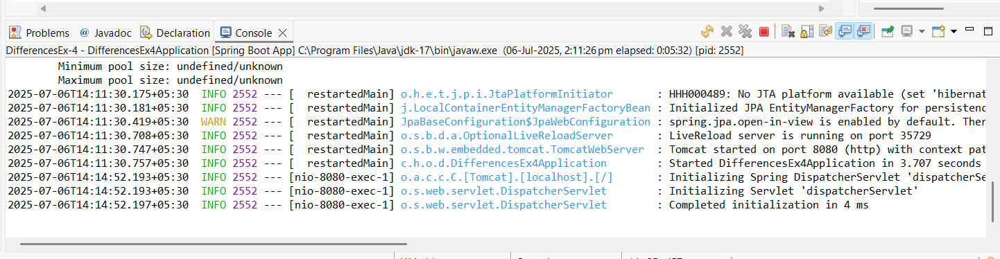 Problems @ Javadoc Declaration Console
DifferencesEx-4 - DifferencesEx4Application [Spring Boot App] C:\Program Files\Java\jdk-17\bin\javaw.exe (06-Jul-2025, 2:11:26 pm elapsed: 0:05:32) [pid: 2552]
Minimum pool size: undefined/unknown
Maximum pool size: undefined/unknown
2025-07-06T14:11:30.175+05:30 INFO 2552 --- [ restartedMain] o.h.e.t.j.p.i.JtaPlatformInitiator : HHH000489: No JTA platform available (set 'hibernat
2025-07-06T14:11:30.181+05:30 INFO 2552 --- [ restartedMain] j.LocalContainerEntityManagerFactoryBean : Initialized JPA EntityManagerFactory for persistenc
2025-07-06T14:11:30.419+05:30 WARN 2552 --- [ restartedMain] JpaBaseConfiguration$JpaWebConfiguration : spring.jpa.open-in-view is enabled by default. Ther
2025-07-06T14:11:30.708+05:30 INFO 2552 --- [ restartedMain] o.s.b.d.a.OptionalLiveReloadServer : LiveReload server is running on port 35729
2025-07-06T14:11:30.747+05:30 INFO 2552 --- [ restartedMain] o.s.b.w.embedded.tomcat.TomcatWebServer : Tomcat started on port 8080 (http) with context pat
2025-07-06T14:11:30.757+05:30 INFO 2552 --- [ restartedMain] c.h.o.d.DifferencesEx4Application : Started DifferencesEx4Application in 3.707 seconds
2025-07-06T14:14:52.193+05:30 INFO 2552 --- [nio-8080-exec-1] o.a.c.c.C.[Tomcat].[localhost].[/] : Initializing Spring DispatcherServlet 'dispatcherSe
2025-07-06T14:14:52.193+05:30 INFO 2552 --- [nio-8080-exec-1] o.s.web.servlet.DispatcherServlet : Initializing Servlet 'dispatcherServlet'
2025-07-06T14:14:52.197+05:30 INFO 2552 --- [nio-8080-exec-1] o.s.web.servlet.DispatcherServlet : Completed initialization in 4 ms